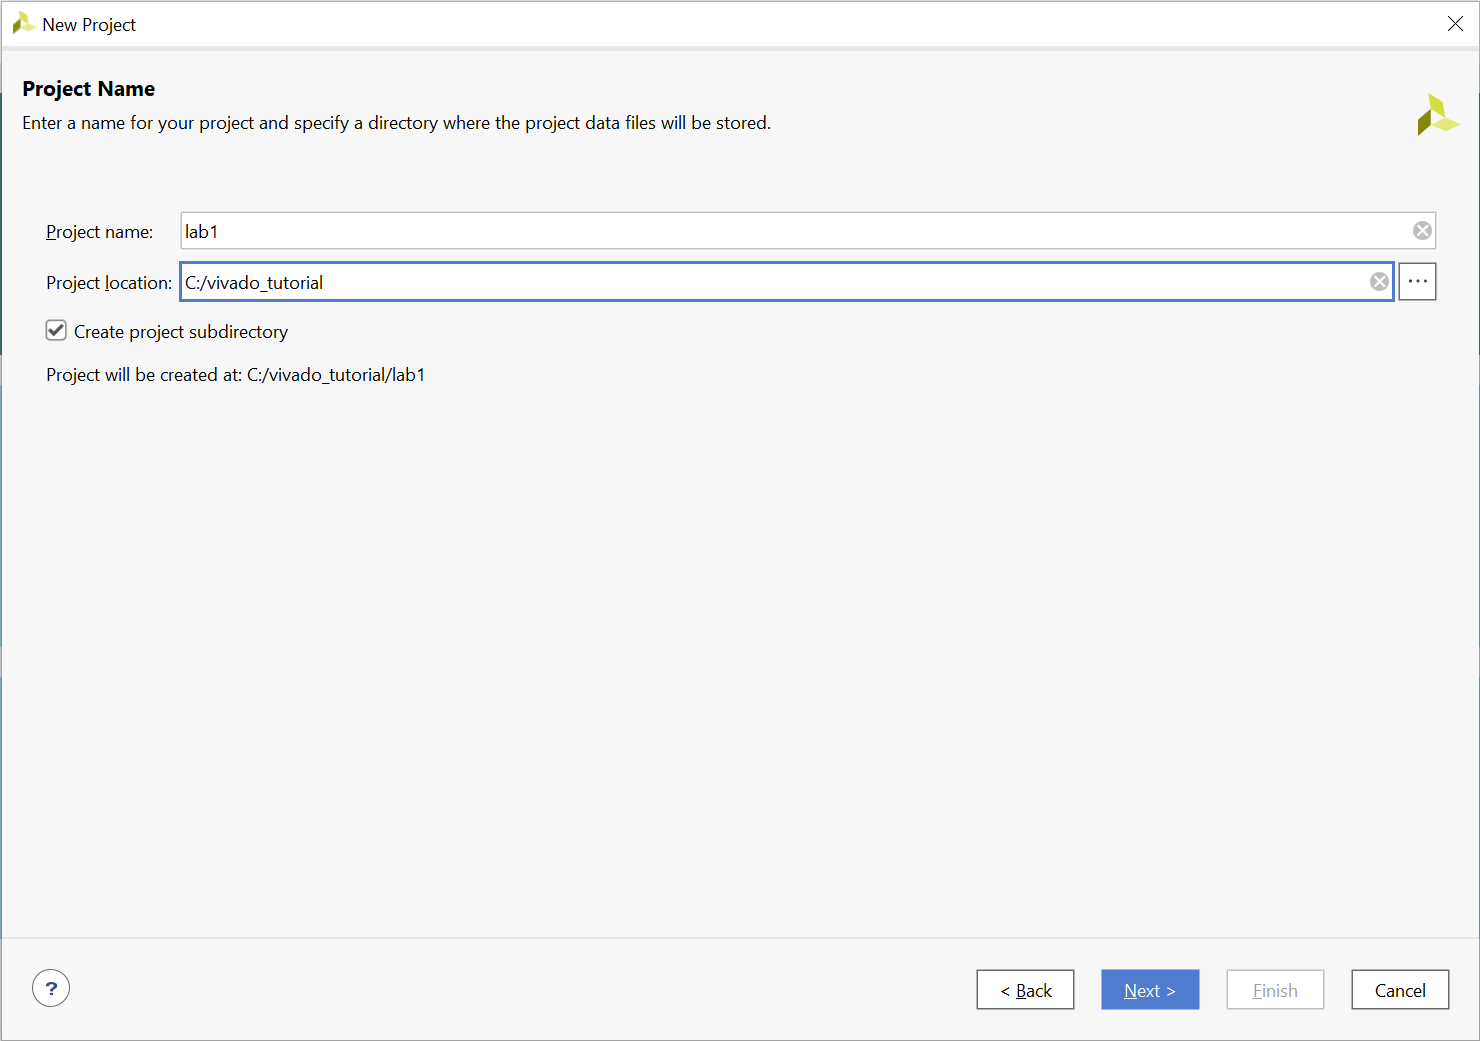 New Project
Project Name
Enter a name for your project and specify a directory where the project data files will be stored.
Project name: lab1
Project location: C:/vivado_tutorial ...
Create project subdirectory
Project will be created at: C:/vivado_tutorial/lab1
? < Back Next > Finish Cancel